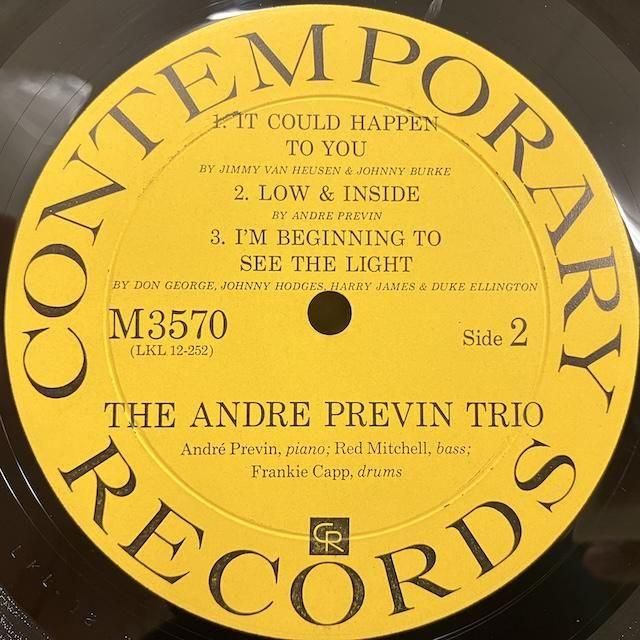 CONTEMPORARY
1. IT COULD HAPPEN
TO YOU
BY JIMMY VAN HEUSEN & JOHNNY BURKE
2. LOW & INSIDE
BY ANDRE PREVIN
3. I'M BEGINNING TO
SEE THE LIGHT
BY DON GEORGE, JOHNNY HODGES, HARRY JAMES & DUKE ELLINGTON
M3570
(LKL 12-252)
Side 2
THE ANDRE PREVIN TRIO
André Previn, piano; Red Mitchell, bass;
Frankie Capp, drums
CR
RECORDS